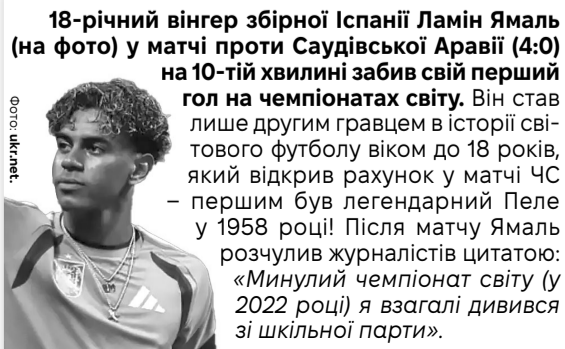 18-річний вінгер збірної Іспанії Ламін Ямаль
(на фото) у матчі проти Саудівської Аравії (4:0)
на 10-тій хвилині забив свій перший
гол на чемпіонатах світу. Він став
лише другим гравцем в історії сві-
тового футболу віком до 18 років,
який відкрив рахунок у матчі ЧС
– першим був легендарний Пеле
у 1958 році! Після матчу Ямаль
розчулив журналістів цитатою:
«Минулий чемпіонат світу (у
2022 році) я взагалі дивився
зі шкільної парти».
Фото: ukr.net.